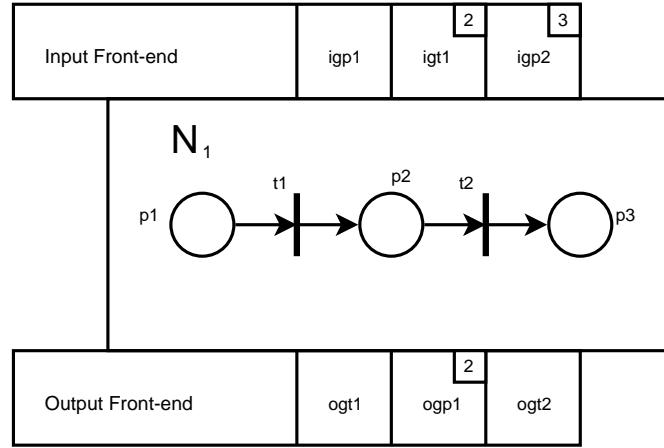 2 3
Input Front-end igp1 igt1 igp2
N1
t1 p2 t2
p1 p3
2
Output Front-end ogt1 ogp1 ogt2